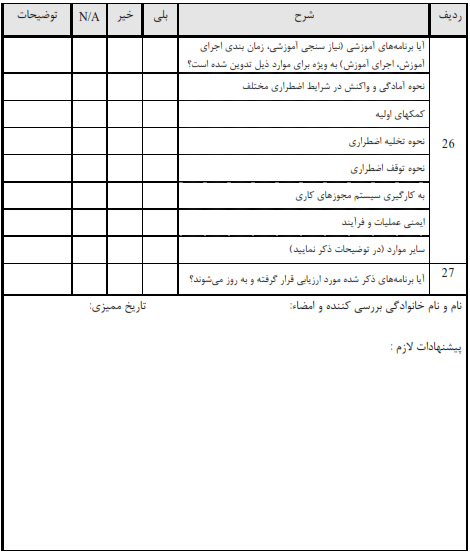 ردیف شرح بلی خیر N/A توضیحات
آیا برنامه‌های آموزشی (نیاز سنجی آموزشی، زمان بندی اجرای
آموزش، اجرای آموزش) به ویژه برای موارد ذیل تدوین شده است؟
نحوه آمادگی و واکنش در شرایط اضطراری مختلف
کمکهای اولیه
26
نحوه تخلیه اضطراری
نحوه توقف اضطراری
به کارگیری سیستم مجوزهای کاری
ایمنی عملیات و فرآیند
سایر موارد (در توضیحات ذکر نمایید)
27 آیا برنامه‌های ذکر شده مورد ارزیابی قرار گرفته و به روز می‌شوند؟
نام و نام خانوادگی بررسی کننده و امضاء: تاریخ ممیزی:
پیشنهادات لازم :